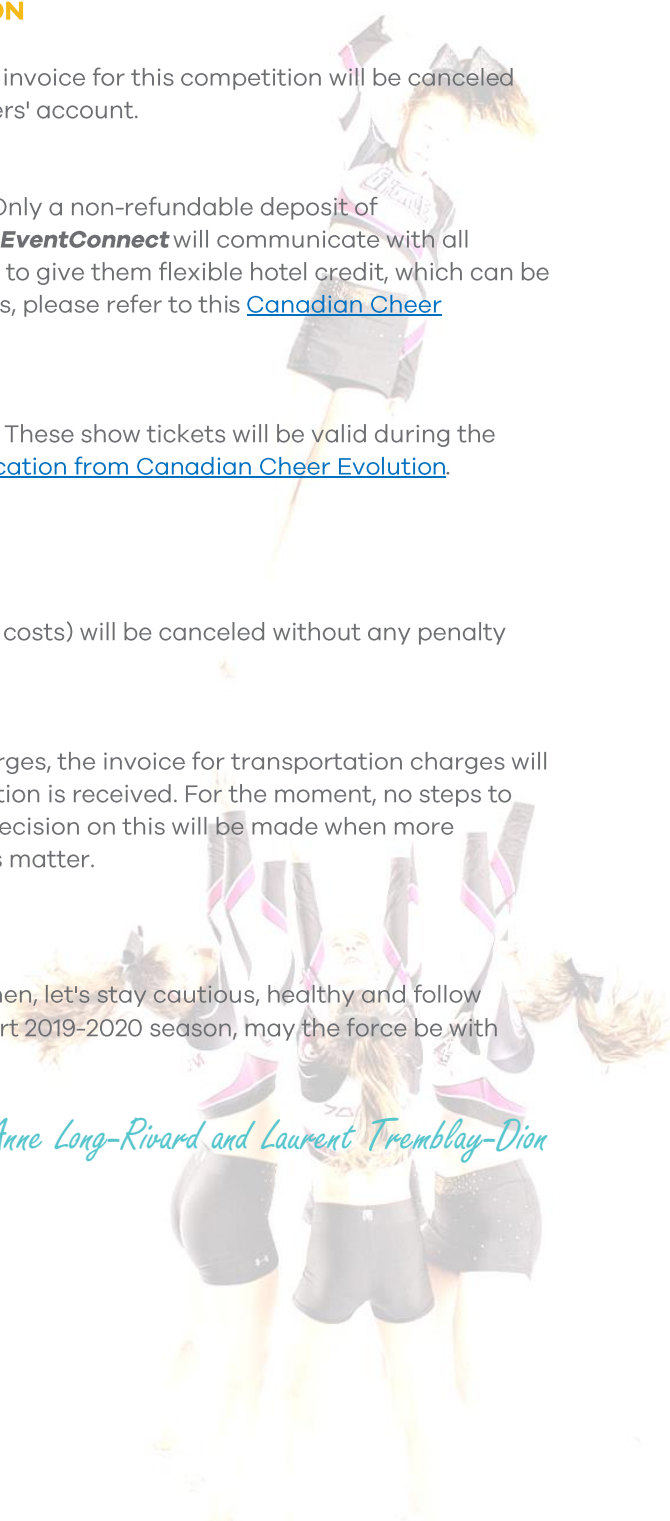 ON
invoice for this competition will be canceled
ers' account.
Only a non-refundable deposit of
EventConnect will communicate with all
to give them flexible hotel credit, which can be
s, please refer to this Canadian Cheer
These show tickets will be valid during the
cation from Canadian Cheer Evolution.
costs) will be canceled without any penalty
rges, the invoice for transportation charges will
tion is received. For the moment, no steps to
ecision on this will be made when more
s matter.
hen, let's stay cautious, healthy and follow
rt 2019-2020 season, may the force be with
Anne Long-Rivard and Laurent Tremblay-Dion